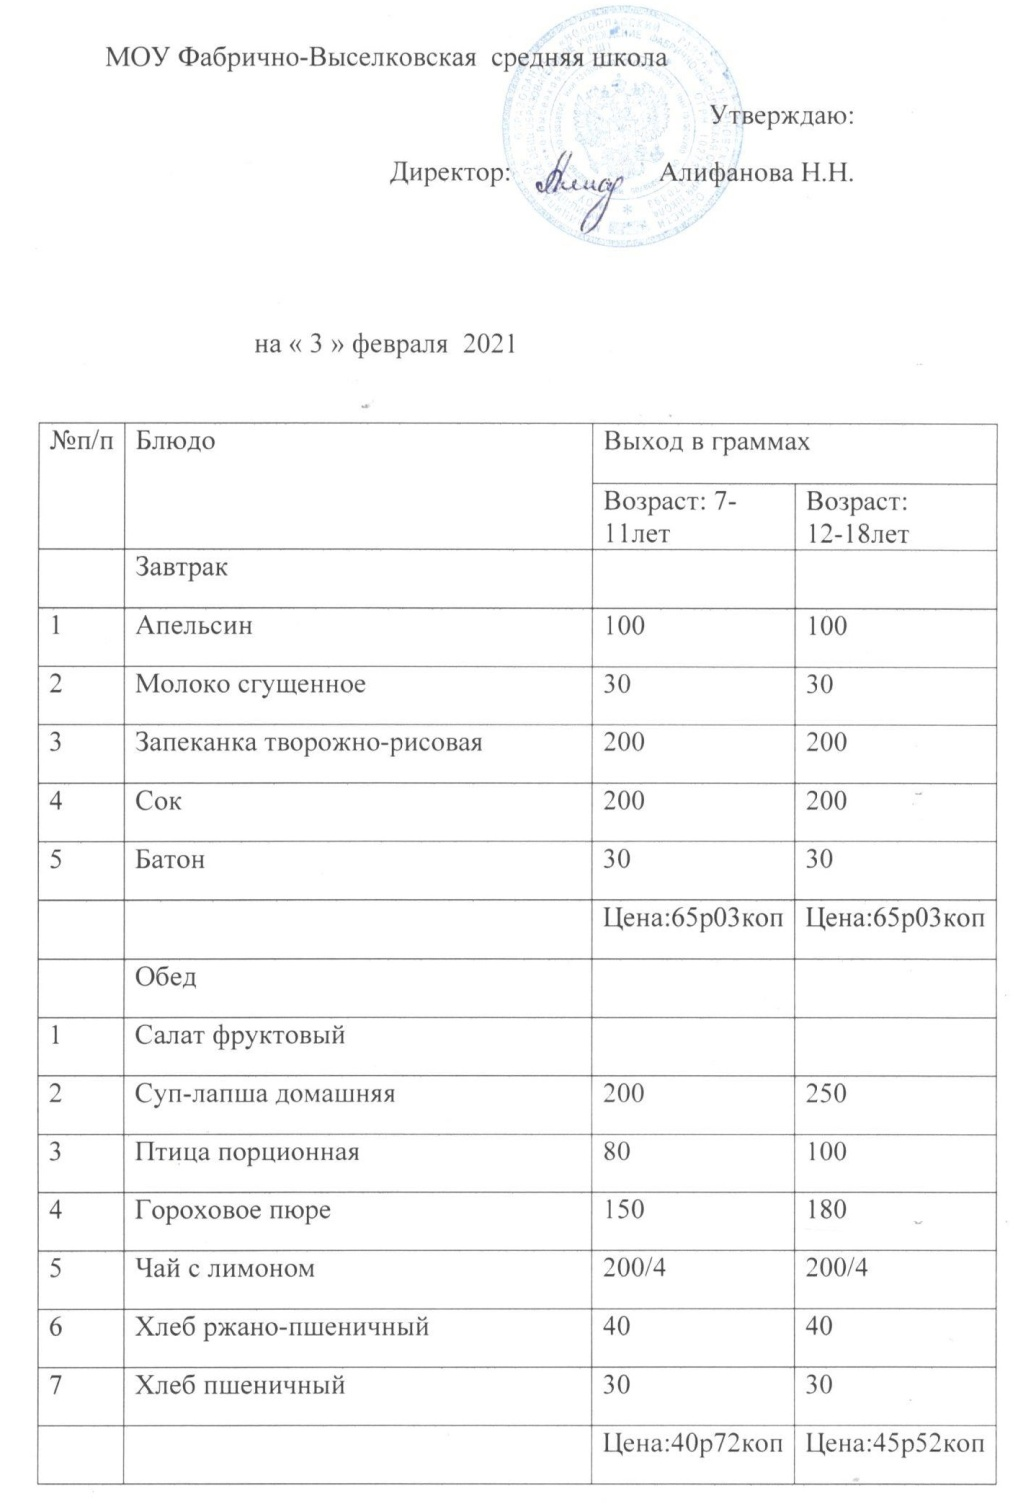 МОУ Фабрично-Выселковская средняя школа
Утверждаю:
Директор: Алифанова Н.Н.
на « 3 » февраля 2021
№п/п Блюдо Выход в граммах
Возраст: 7- Возраст:
11лет 12-18лет
Завтрак
1 Апельсин 100 100
2 Молоко сгущенное 30 30
3 Запеканка творожно-рисовая 200 200
4 Сок 200 200
5 Батон 30 30
Цена:65р03коп Цена:65р03коп
Обед
1 Салат фруктовый
2 Суп-лапша домашняя 200 250
3 Птица порционная 80 100
4 Гороховое пюре 150 180
5 Чай с лимоном 200/4 200/4
6 Хлеб ржано-пшеничный 40 40
7 Хлеб пшеничный 30 30
Цена:40р72коп Цена:45р52коп